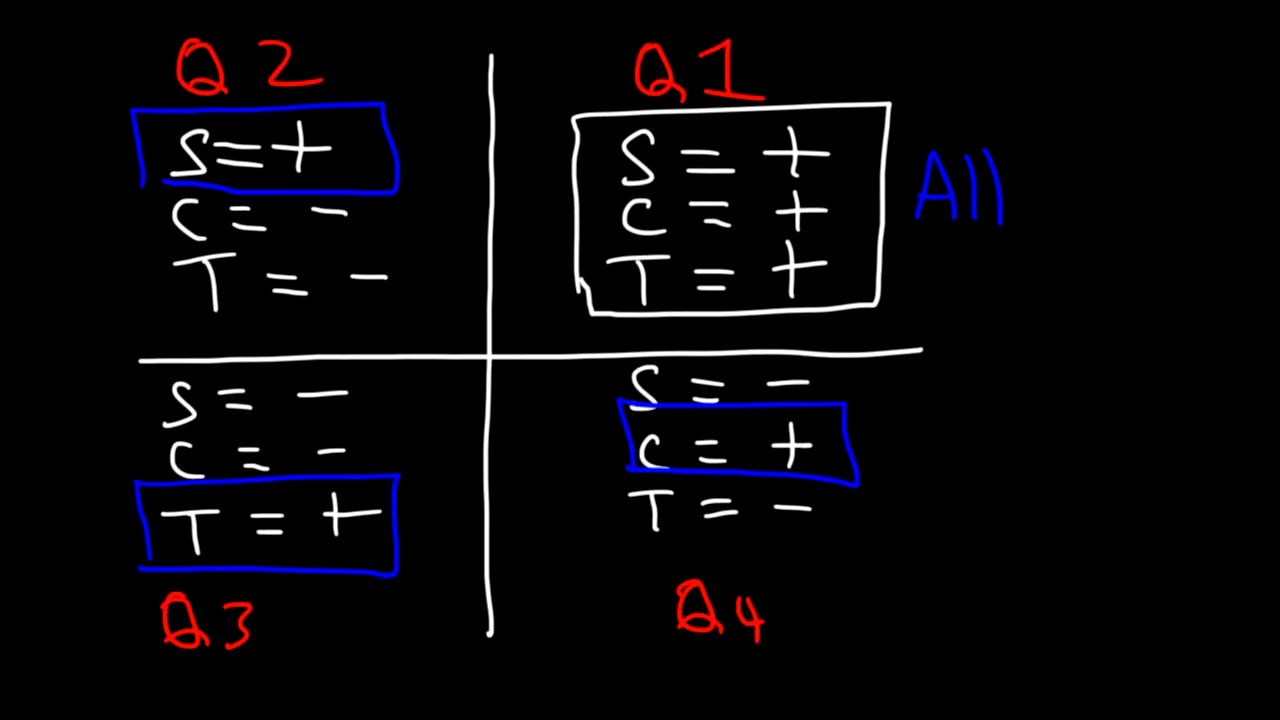 Q2
S=+
C = -
T = -
Q1
S = +
C = +
T = +
All
S = -
C = -
T = +
Q3
S = -
C = +
T = -
Q4